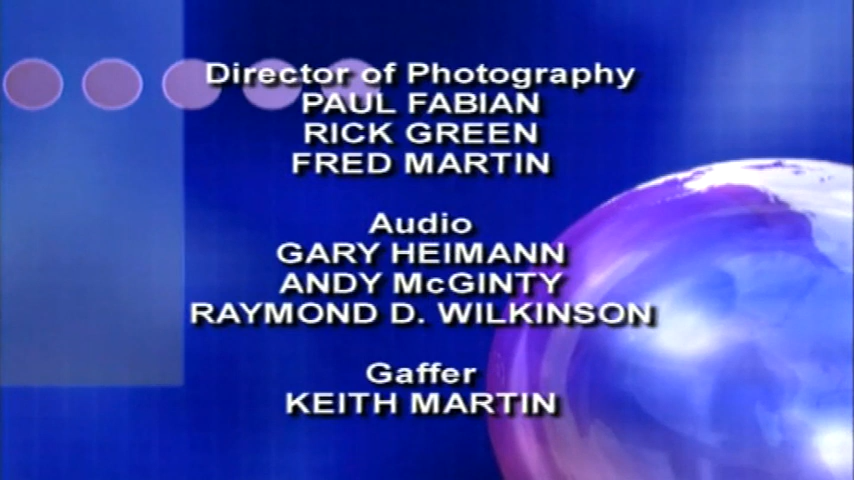 Director of Photography
PAUL FABIAN
RICK GREEN
FRED MARTIN
Audio
GARY HEIMANN
ANDY McGINTY
RAYMOND D. WILKINSON
Gaffer
KEITH MARTIN